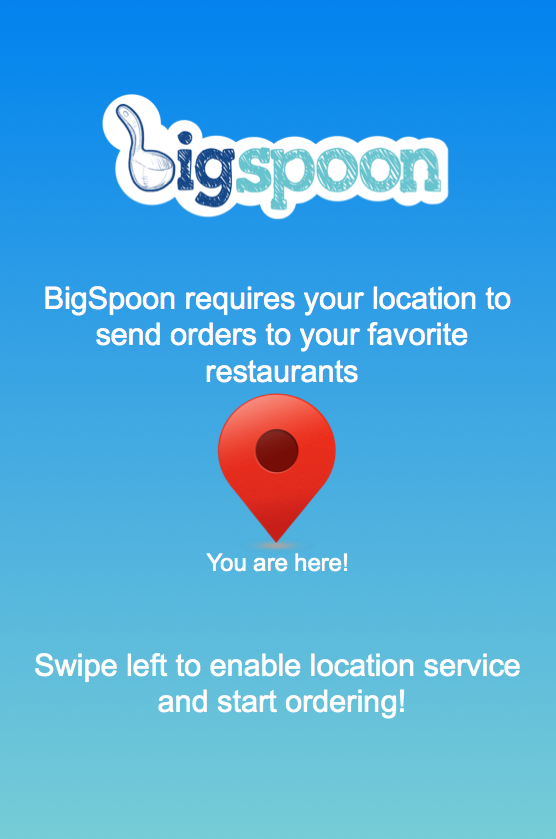 bigspoon
BigSpoon requires your location to
send orders to your favorite
restaurants
You are here!
Swipe left to enable location service
and start ordering!